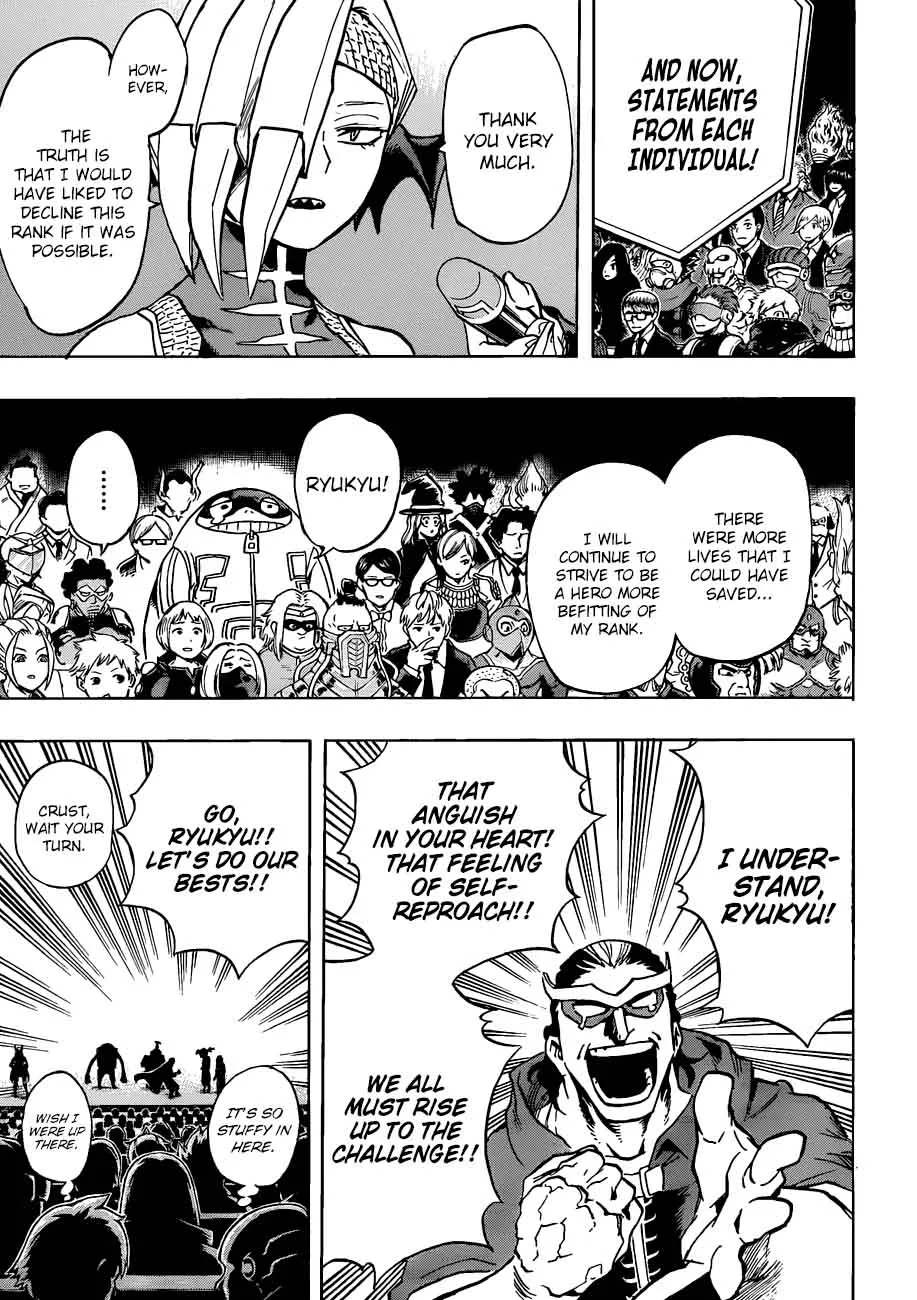 AND NOW,
STATEMENTS
FROM EACH
INDIVIDUAL!
THANK
YOU VERY
MUCH.
HOW-
EVER,
THE
TRUTH IS
THAT I WOULD
HAVE LIKED TO
DECLINE THIS
RANK IF IT WAS
POSSIBLE.
THERE
WERE MORE
LIVES THAT I
COULD HAVE
SAVED...
I WILL
CONTINUE TO
STRIVE TO BE
A HERO MORE
BEFITTING OF
MY RANK.
RYUKYU!
......
I UNDER-
STAND,
RYUKYU!
THAT
ANGUISH
IN YOUR HEART!
THAT FEELING
OF SELF-
REPROACH!!
WE ALL
MUST RISE
UP TO THE
CHALLENGE!!
GO,
RYUKYU!!
LET'S DO OUR
BESTS!!
CRUST,
WAIT YOUR
TURN.
IT'S SO
STUFFY IN
HERE.
WISH I
WERE UP
THERE.